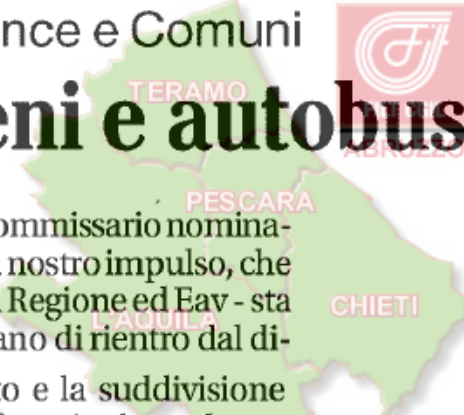 nce e Comuni
TERAMO
eni e autobus
ABRUZZO
PESCARA
ommissario nomina-
nostro impulso, che
Regione ed Eav - sta
CHIETI
L'AQUILA
ano di rientro dal di-
o e la suddivisione